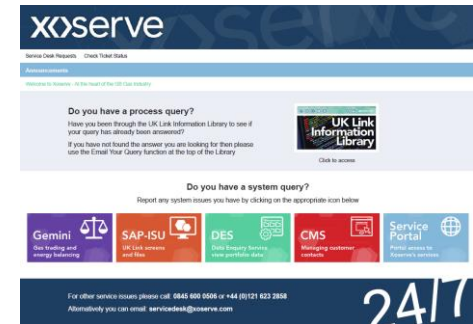 xoserve
Service Desk Requests Check Ticket Status
Announcements
Welcome to Xoserve - At the heart of the GB Gas Industry
Do you have a process query?
Have you been through the UK Link Information Library to see if
your query has already been answered?
If you have not found the answer you are looking for then please
use the Email Your Query function at the top of the Library
UK Link
Information
Library
Click to access
Do you have a system query?
Report any system issues you have by clicking on the appropriate icon below
Gemini
Gas trading and
energy balancing
SAP-ISU
UK Link screens
and files
DES
Data Enquiry Service
view portfolio data
CMS
Managing customer
contacts
Service
Portal
Portal access to
Xoserve's services
For other service issues please call: 0845 600 0506 or +44 (0)121 623 2858
Alternatively you can email: servicedesk@xoserve.com
24/7